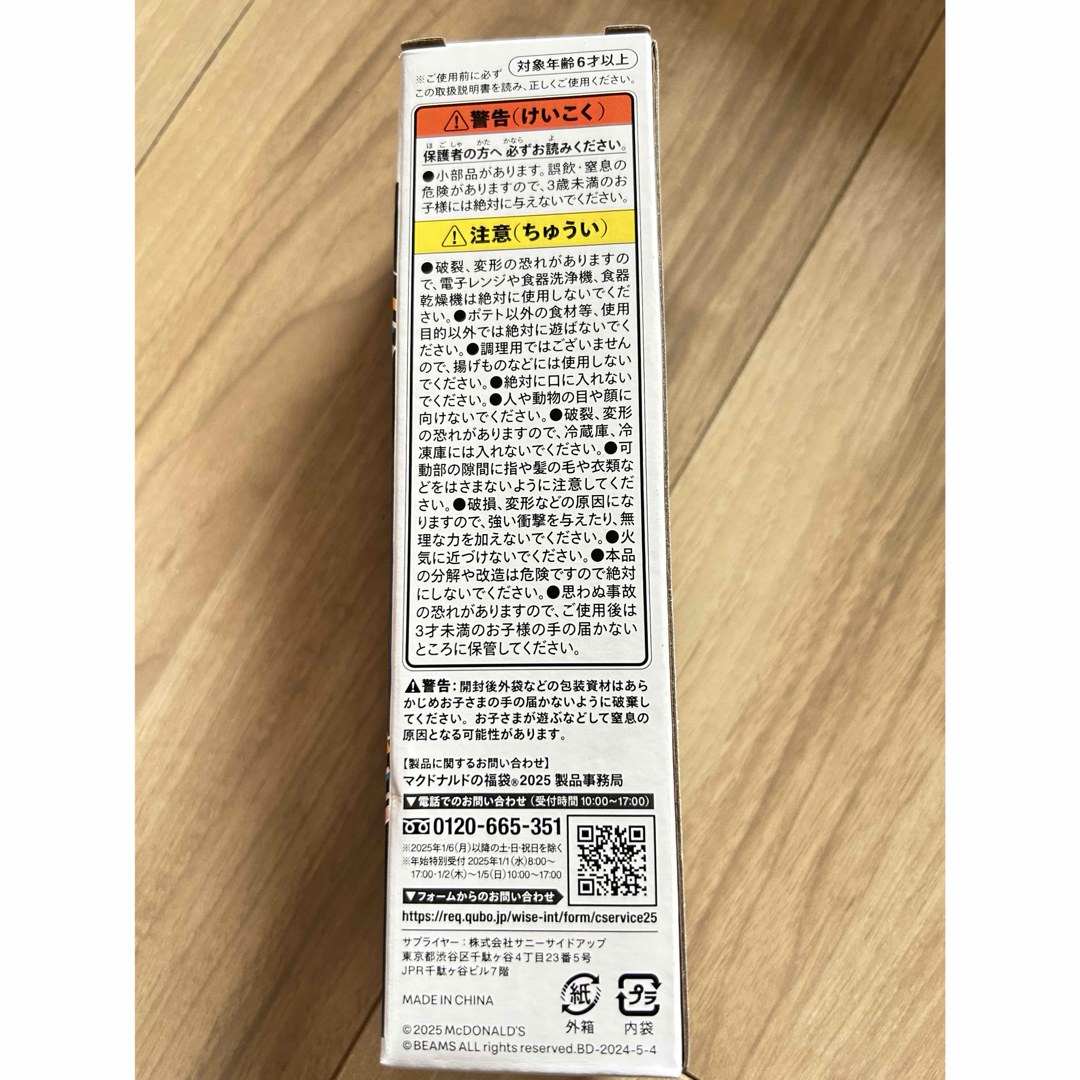 ※ご使用前に必ず
対象年齢6才以上
この取扱説明書を読み、正しくご使用ください。
警告(けいこく)
ほごしゃ かた かなら よ
保護者の方へ 必ずお読みください。
●小部品があります。誤飲・窒息の
危険がありますので、3歳未満のお
子様には絶対に与えないでください。
注意(ちゅうい)
●破裂、変形の恐れがありますの
で、電子レンジや食器洗浄機、食器
乾燥機は絶対に使用しないでくだ
さい。●ポテト以外の食材等、使用
目的以外では絶対に遊ばないでく
ださい。●調理用ではございません
ので、揚げものなどには使用しない
でください。●絶対に口に入れない
でください。●人や動物の目や顔に
向けないでください。●破裂、変形
の恐れがありますので、冷蔵庫、冷
凍庫には入れないでください。●可
動部の隙間に指や髪の毛や衣類な
どをはさまないように注意してくだ
さい。●破損、変形などの原因にな
りますので、強い衝撃を与えたり、無
理な力を加えないでください。●火
気に近づけないでください。●本品
の分解や改造は危険ですので絶対
にしないでください。●思わぬ事故
の恐れがありますので、ご使用後は
3才未満のお子様の手の届かない
ところに保管してください。
警告:開封後外袋などの包装資材はあら
かじめお子さまの手の届かないように破棄し
てください。お子さまが遊ぶなどして窒息の
原因となる可能性があります。
【製品に関するお問い合わせ】
マクドナルドの福袋®2025 製品事務局
▼電話でのお問い合わせ(受付時間10:00~17:00)
0120-665-351
※2025年1/6(月)以降の土・日・祝日を除く
※年始特別受付 2025年1/1(水)8:00~
17:00・1/2(木)~1/5(日)10:00~17:00
▼フォームからのお問い合わせ
https://req.qubo.jp/wise-int/form/cservice25
サプライヤー:株式会社サニーサイドアップ
東京都渋谷区千駄ヶ谷4丁目23番5号
JPR千駄ヶ谷ビル7階
MADE IN CHINA
紙
プラ
外箱
内袋
©2025 McDONALD'S
©BEAMS ALL rights reserved.BD-2024-5-4